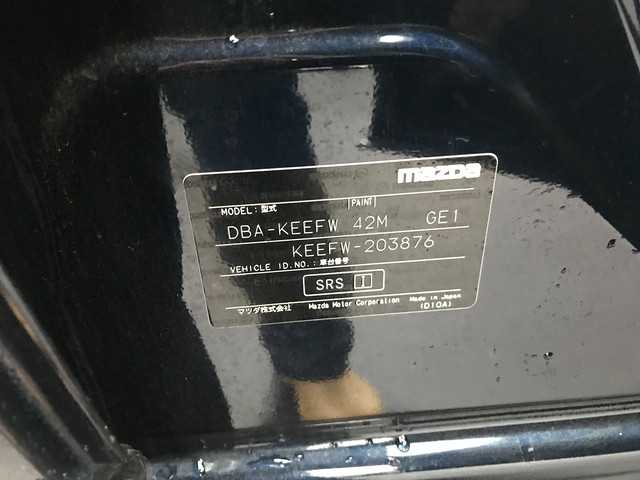 mazda
MODEL:型式 PAINT
DBA-KEEFW 42M GE1
KEEFW-203876
VEHICLE ID.NO.:車台番号
SRS
マツダ株式会社 Mazda Motor Corporation Made in Japan
(D10A)